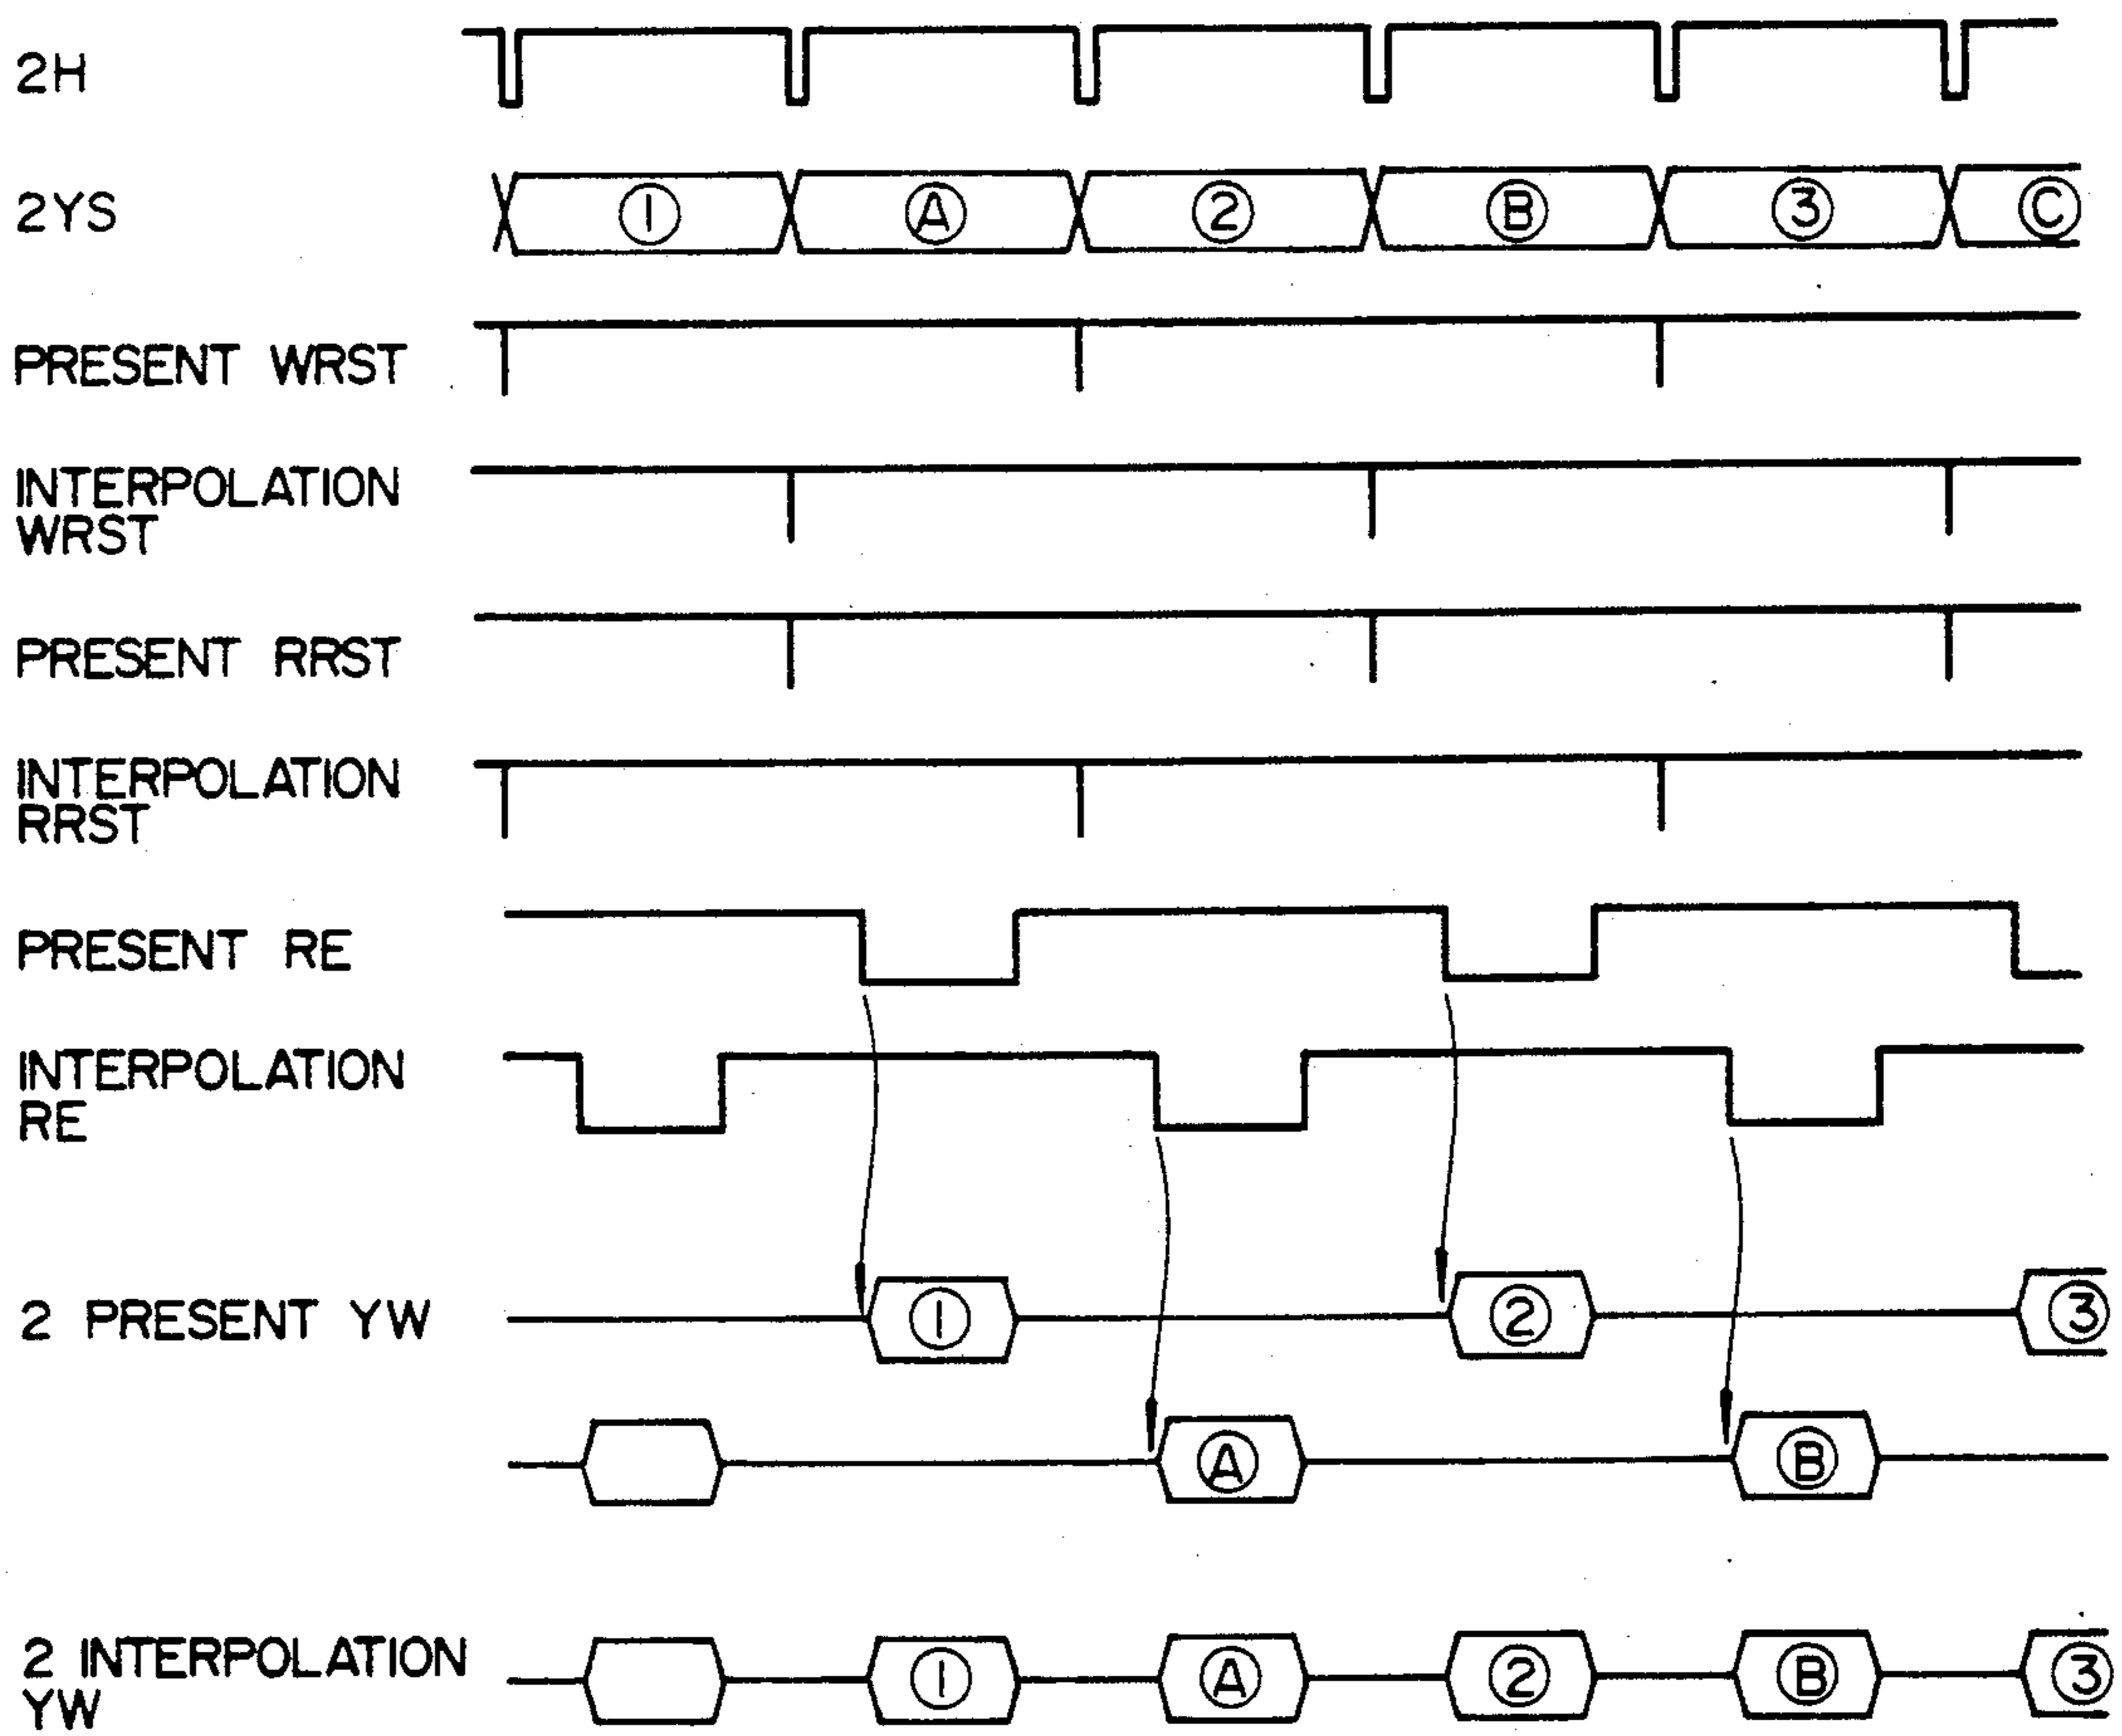 2H
2YS ① Ⓐ ② Ⓑ ③ Ⓒ
PRESENT WRST
INTERPOLATION
WRST
PRESENT RRST
INTERPOLATION
RRST
PRESENT RE
INTERPOLATION
RE
2 PRESENT YW ① ② ③
Ⓐ Ⓑ
2 INTERPOLATION
YW ① Ⓐ ② Ⓑ ③